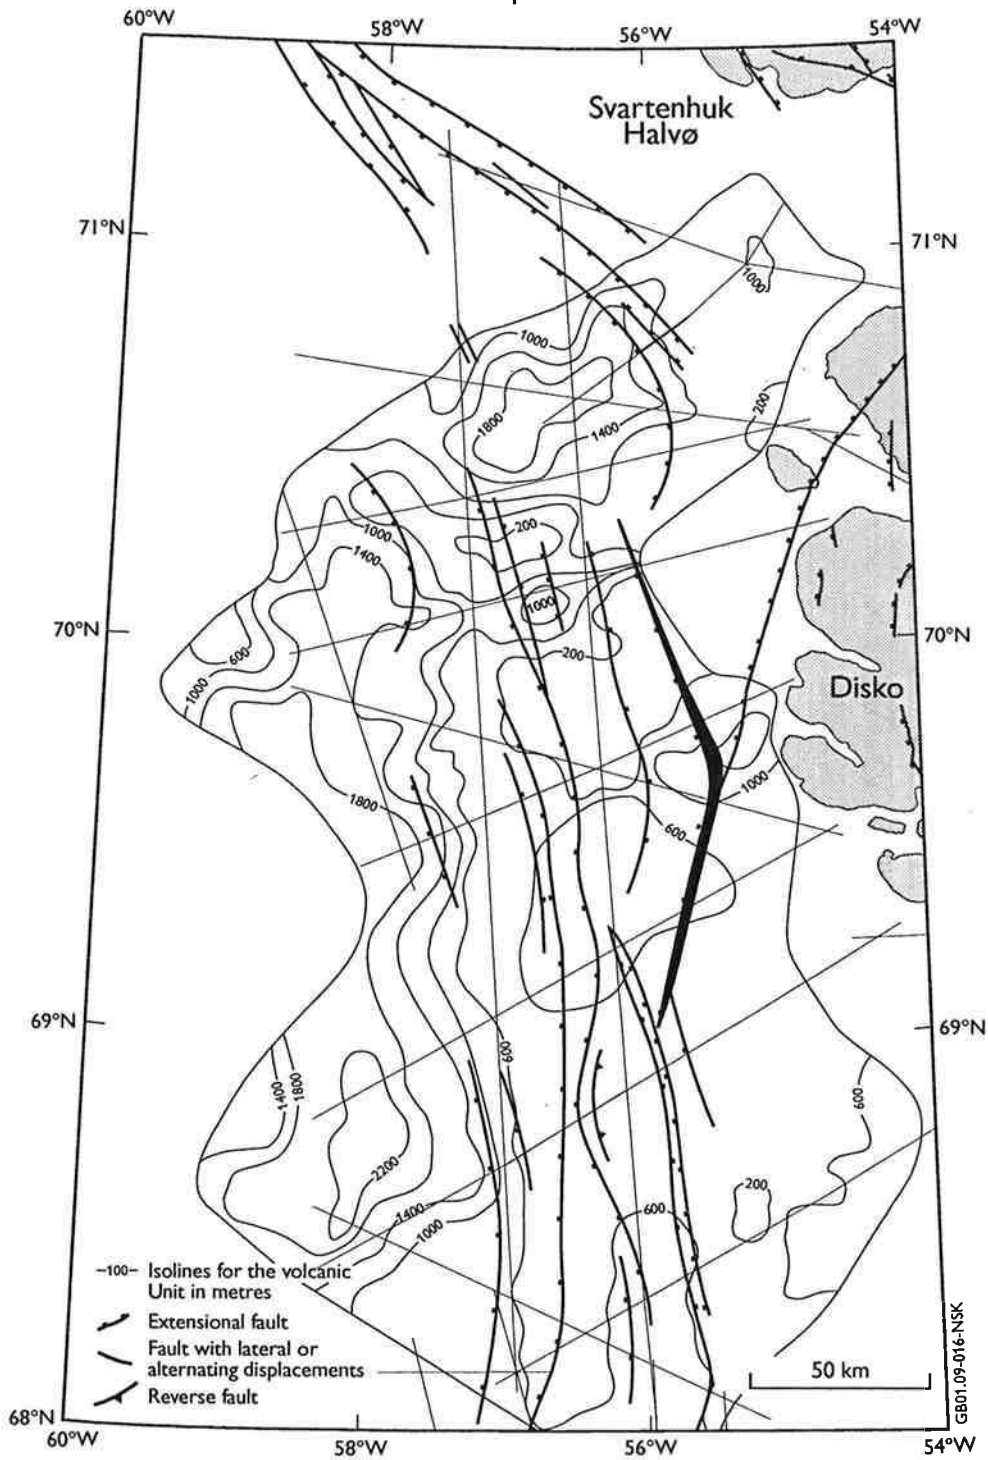 60°W
58°W
56°W
54°W
Svartenhuk
Halvø
71°N
71°N
1000
1000
200
1800
1400
200
1000
1400
1000
70°N
70°N
600
200
1000
Disko
1000
1800
600
69°N
69°N
600
1400
1800
600
2200
200
1400
600
1000
–100– Isolines for the volcanic
Unit in metres
Extensional fault
Fault with lateral or
alternating displacements
Reverse fault
50 km
GB01.09-016-NSK
68°N
60°W
58°W
56°W
54°W